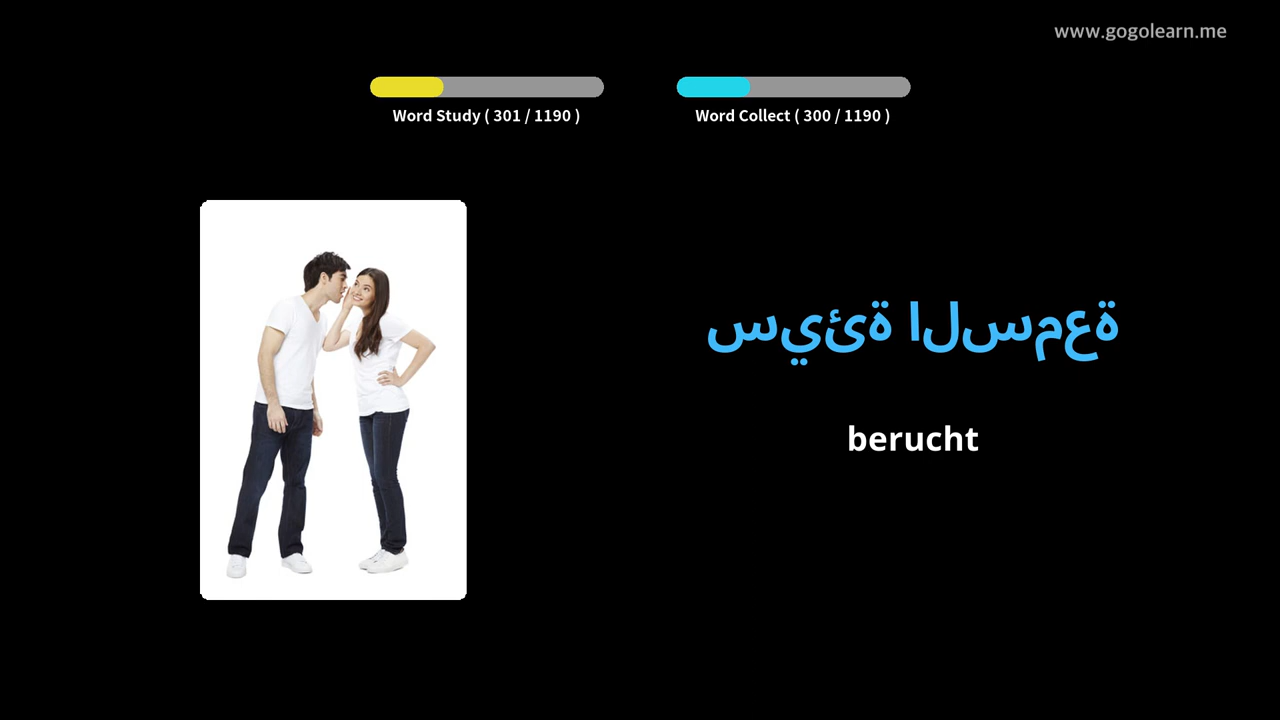 www.gogolearn.me
Word Study ( 301 / 1190 )
Word Collect ( 300 / 1190 )
سيئة السمعة
berucht